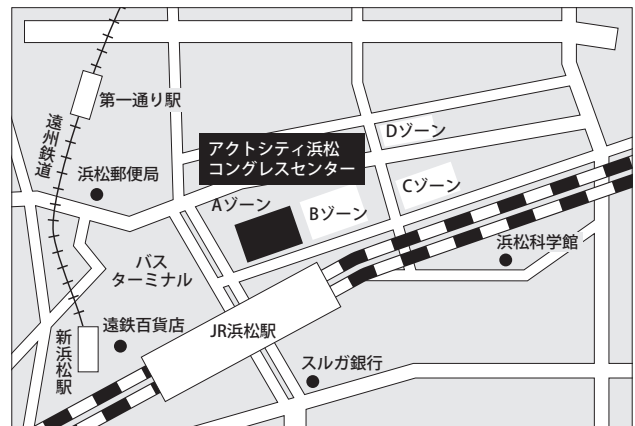 第一通り駅
遠州鉄道
浜松郵便局
アクトシティ浜松
コングレスセンター
Dゾーン
Cゾーン
Bゾーン
Aゾーン
浜松科学館
バス
ターミナル
遠鉄百貨店
新浜松駅
JR浜松駅
スルガ銀行